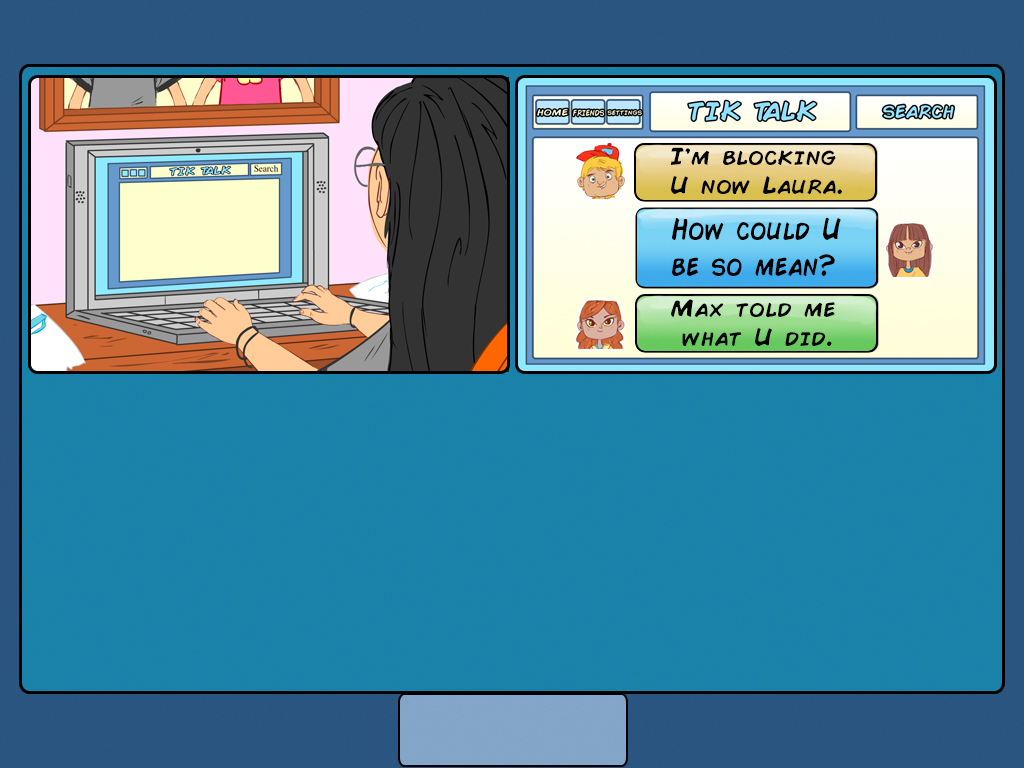 TIK TALK
Search
HOME
FRIENDS
SETTINGS
TIK TALK
SEARCH
I'M BLOCKING
U NOW LAURA.
HOW COULD U
BE SO MEAN?
MAX TOLD ME
WHAT U DID.